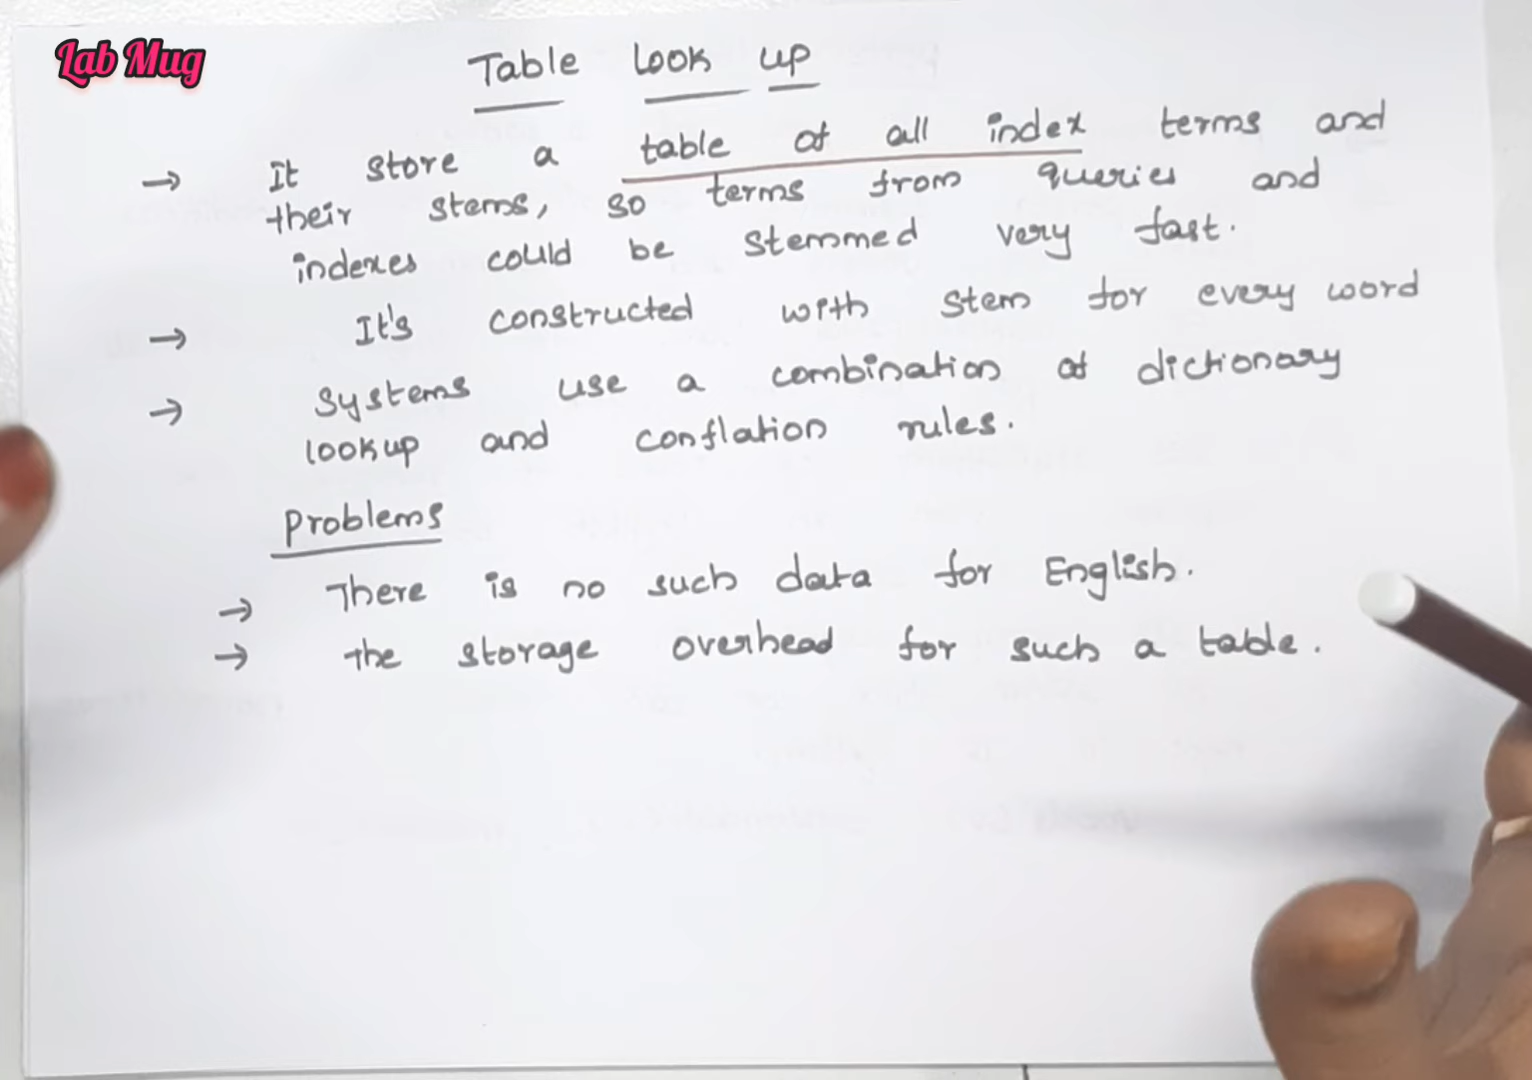 Lab Mug
Table look up
→ It store a table of all index terms and
their stems, so terms from queries and
indexes could be stemmed very fast.
→ It's constructed with stem for every word
→ Systems use a combination of dictionary
lookup and conflation rules.
Problems
→ There is no such data for English.
→ the storage overhead for such a table.